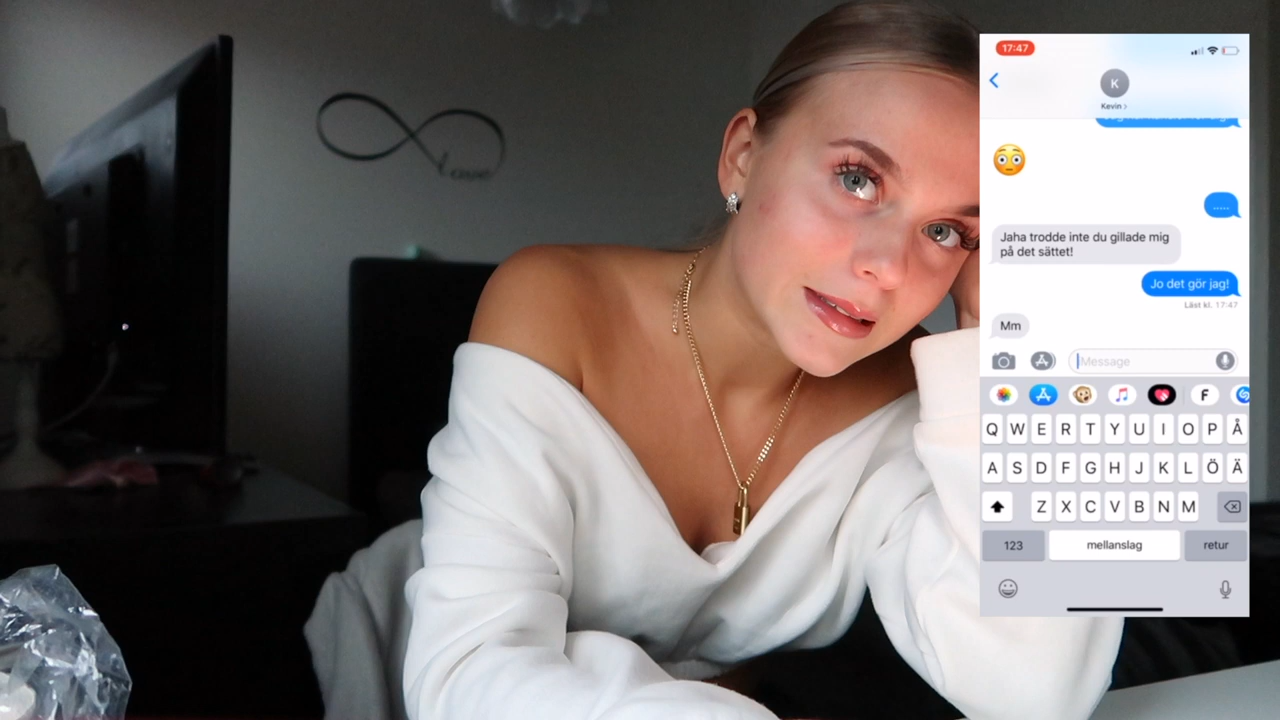 love
17:47
K
Kevin >
.....
Jaha trodde inte du gillade mig
på det sättet!
Jo det gör jag!
Läst kl. 17:47
Mm
Message
F
Q W E R T Y U I O P Å
A S D F G H J K L Ö Ä
Z X C V B N M
123 mellanslag retur